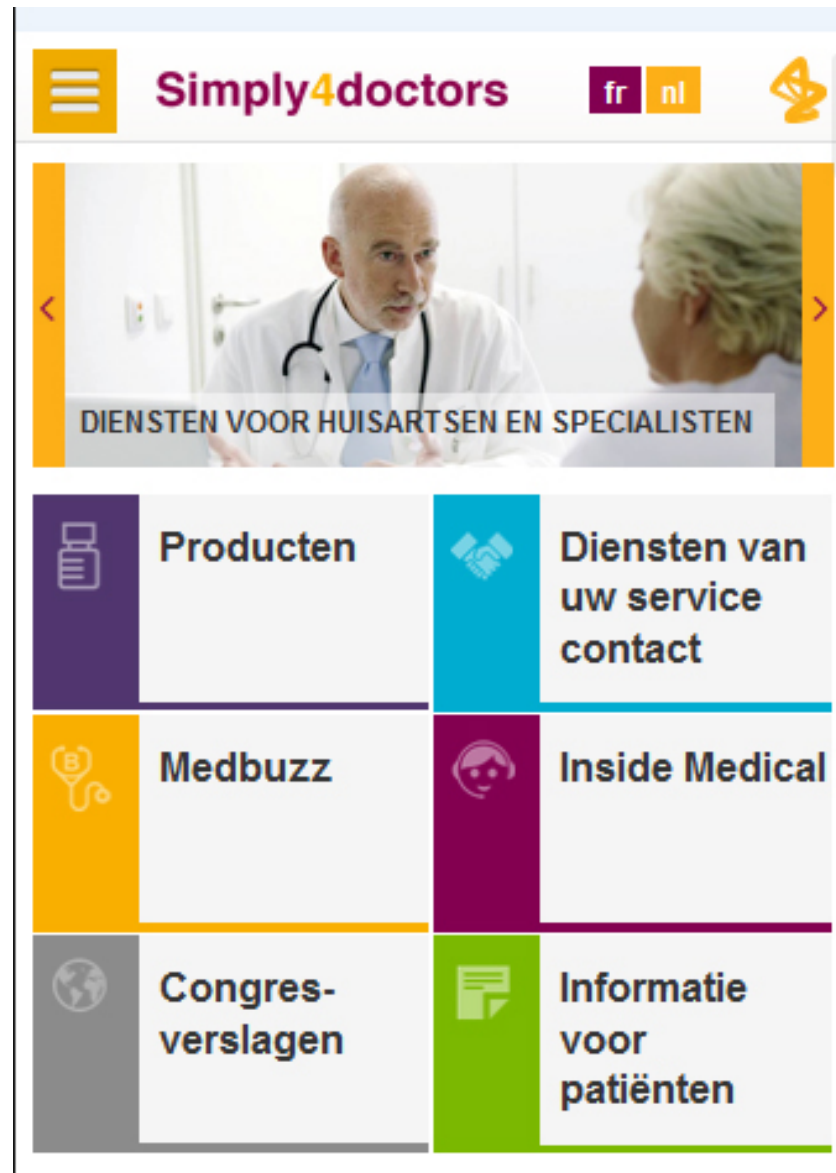 Simply4doctors
fr nl
DIENSTEN VOOR HUISARTSEN EN SPECIALISTEN
Producten
Diensten van
uw service
contact
Medbuzz
Inside Medical
Congres-
verslagen
Informatie
voor
patiënten